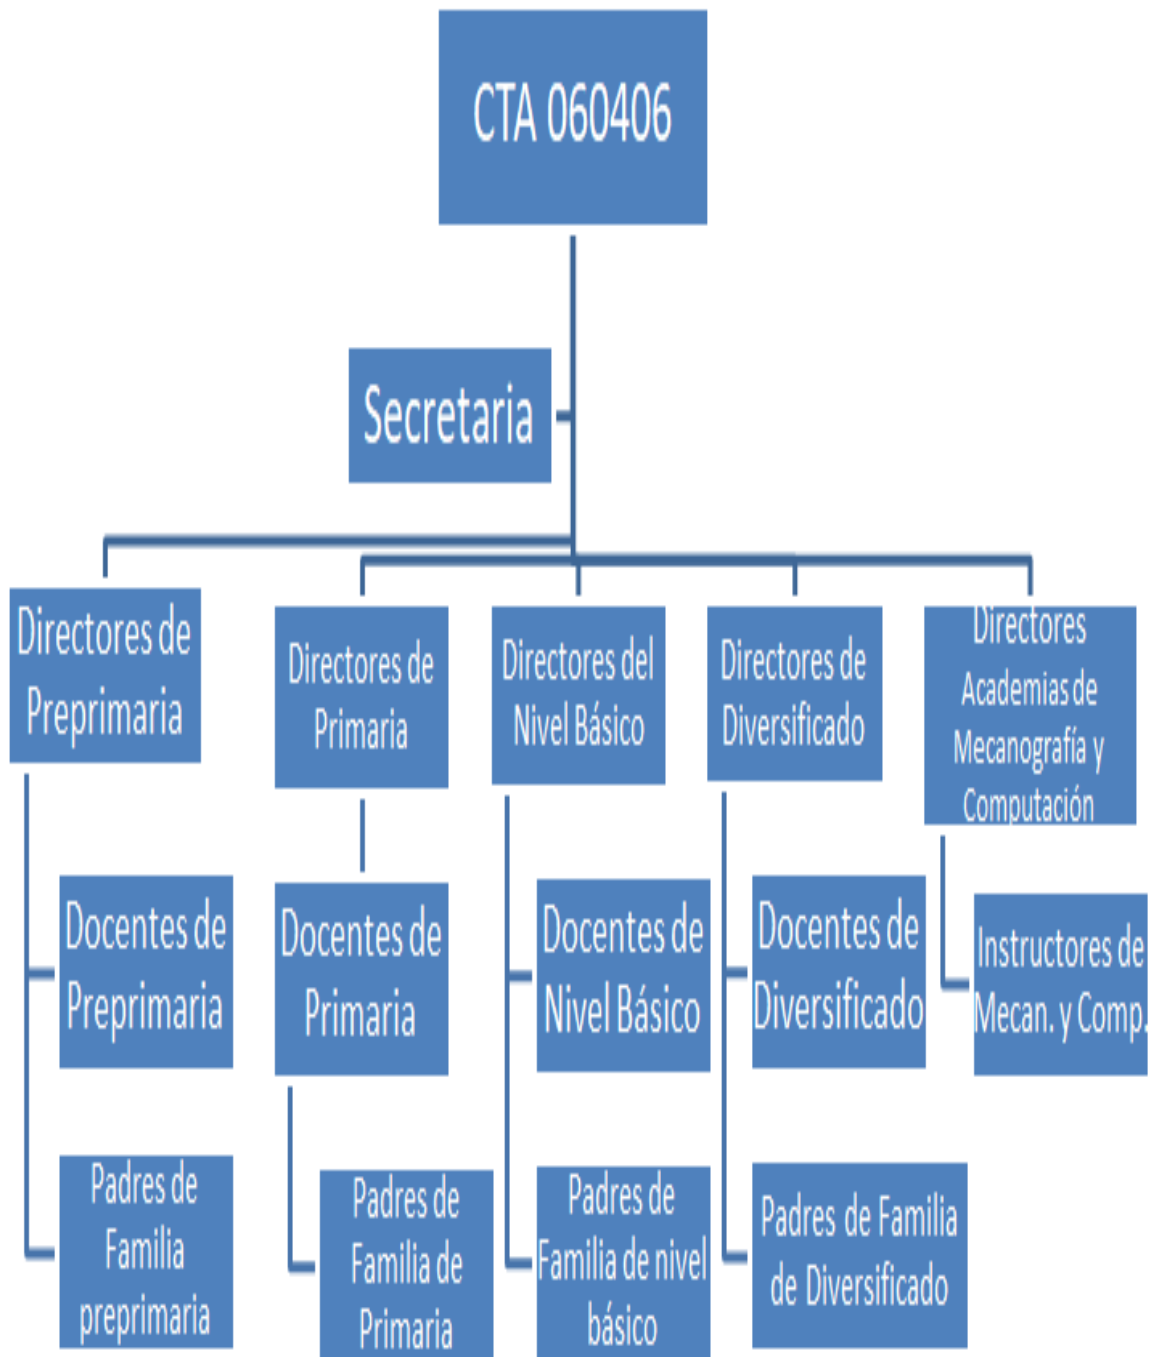 CTA 060406
Secretaria
Directores de
Preprimaria
Directores de
Primaria
Directores del
Nivel Básico
Directores de
Diversificado
Directores
Academias de
Mecanografía y
Computación
Docentes de
Preprimaria
Docentes de
Primaria
Docentes de
Nivel Básico
Docentes de
Diversificado
Instructores de
Mecan. y Comp.
Padres de
Familia
preprimaria
Padres de
Familia de
Primaria
Padres de
Familia de nivel
básico
Padres de Familia
de Diversificado